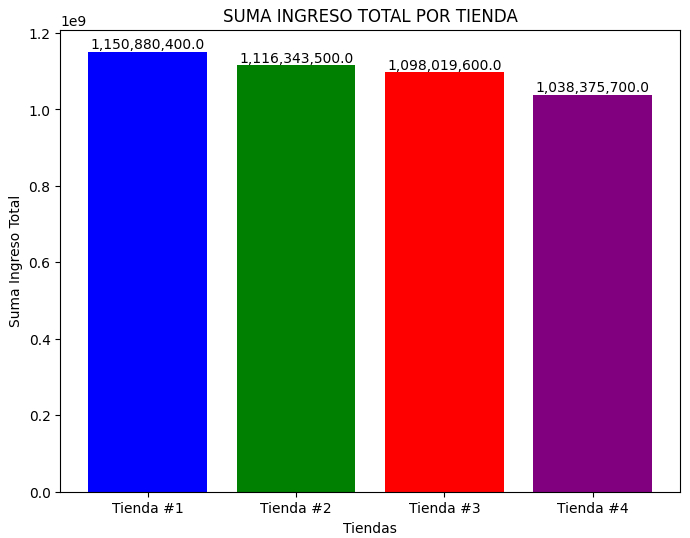 SUMA INGRESO TOTAL POR TIENDA
1e9
1,150,880,400.0
1,116,343,500.0
1,098,019,600.0
1,038,375,700.0
1.2
1.0
0.8
0.6
0.4
0.2
0.0
Suma Ingreso Total
Tienda #1
Tienda #2
Tienda #3
Tienda #4
Tiendas